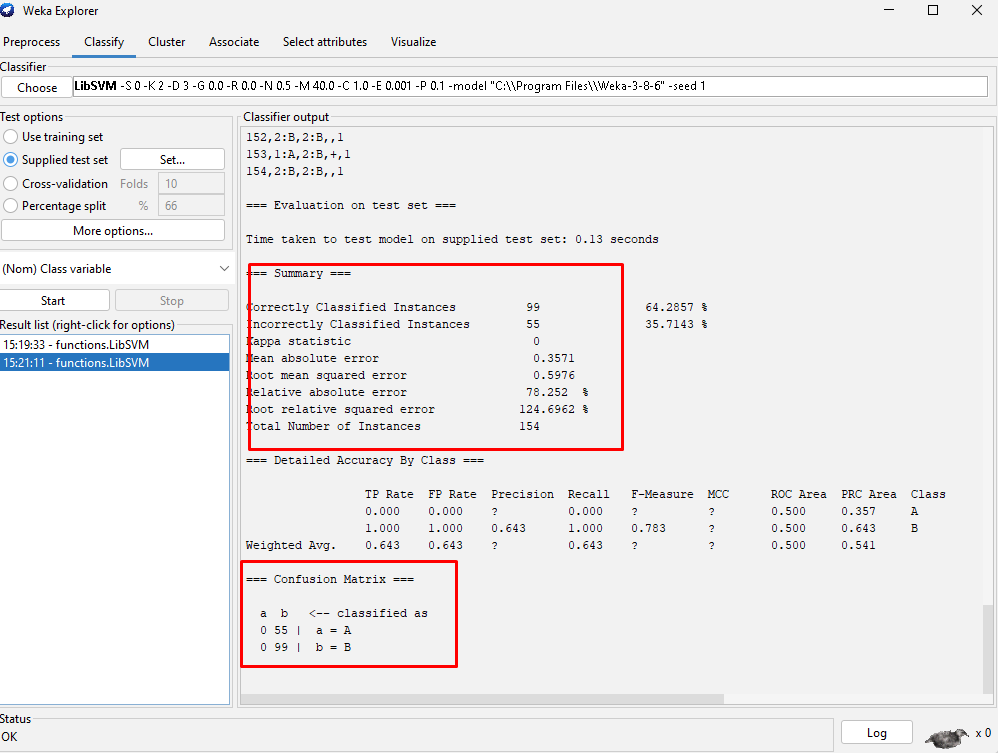 Weka Explorer
Preprocess Classify Cluster Associate Select attributes Visualize
Classifier
Choose LibSVM -S 0 -K 2 -D 3 -G 0.0 -R 0.0 -N 0.5 -M 40.0 -C 1.0 -E 0.001 -P 0.1 -model "C:\\Program Files\\Weka-3-8-6" -seed 1
Test options
Use training set
Supplied test set Set...
Cross-validation Folds 10
Percentage split % 66
More options...
(Nom) Class variable
Start Stop
Result list (right-click for options)
15:19:33 - functions.LibSVM
15:21:11 - functions.LibSVM
Classifier output
152,2:B,2:B,,1
153,1:A,2:B,+,1
154,2:B,2:B,,1
=== Evaluation on test set ===
Time taken to test model on supplied test set: 0.13 seconds
=== Summary ===
Correctly Classified Instances 99 64.2857 %
Incorrectly Classified Instances 55 35.7143 %
Kappa statistic 0
Mean absolute error 0.3571
Root mean squared error 0.5976
Relative absolute error 78.252 %
Root relative squared error 124.6962 %
Total Number of Instances 154
=== Detailed Accuracy By Class ===
TP Rate FP Rate Precision Recall F-Measure MCC ROC Area PRC Area Class
0.000 0.000 ? 0.000 ? ? 0.500 0.357 A
1.000 1.000 0.643 1.000 0.783 ? 0.500 0.643 B
Weighted Avg. 0.643 0.643 ? 0.643 ? ? 0.500 0.541
=== Confusion Matrix ===
a b <-- classified as
0 55 | a = A
0 99 | b = B
Status
OK
Log x 0